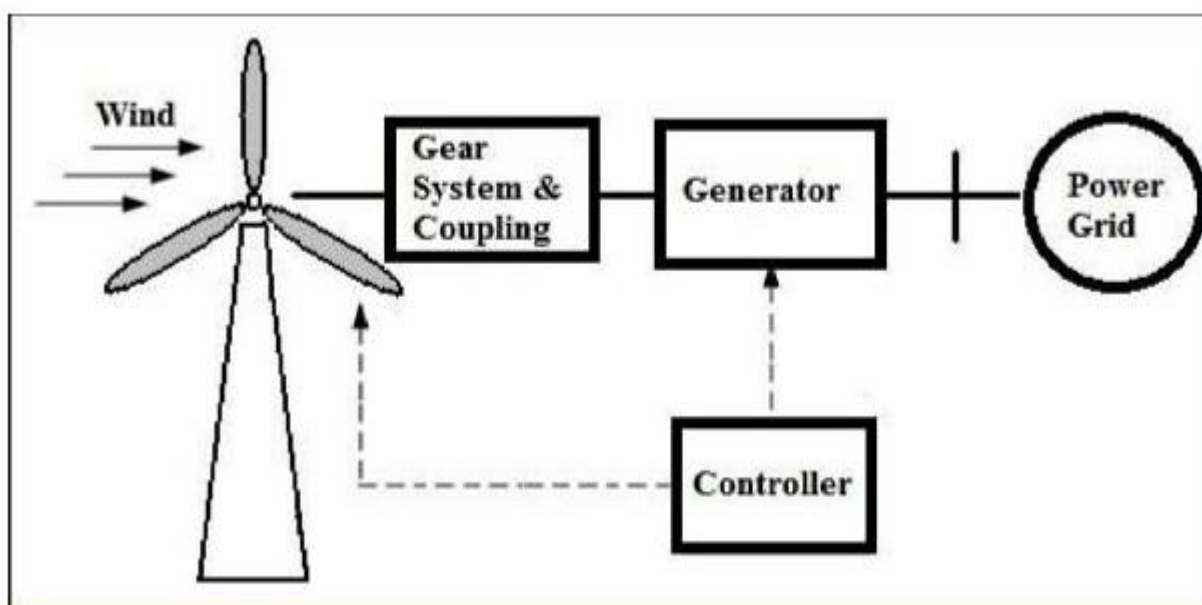 Wind
Gear
System &
Coupling
Generator
Power
Grid
Controller